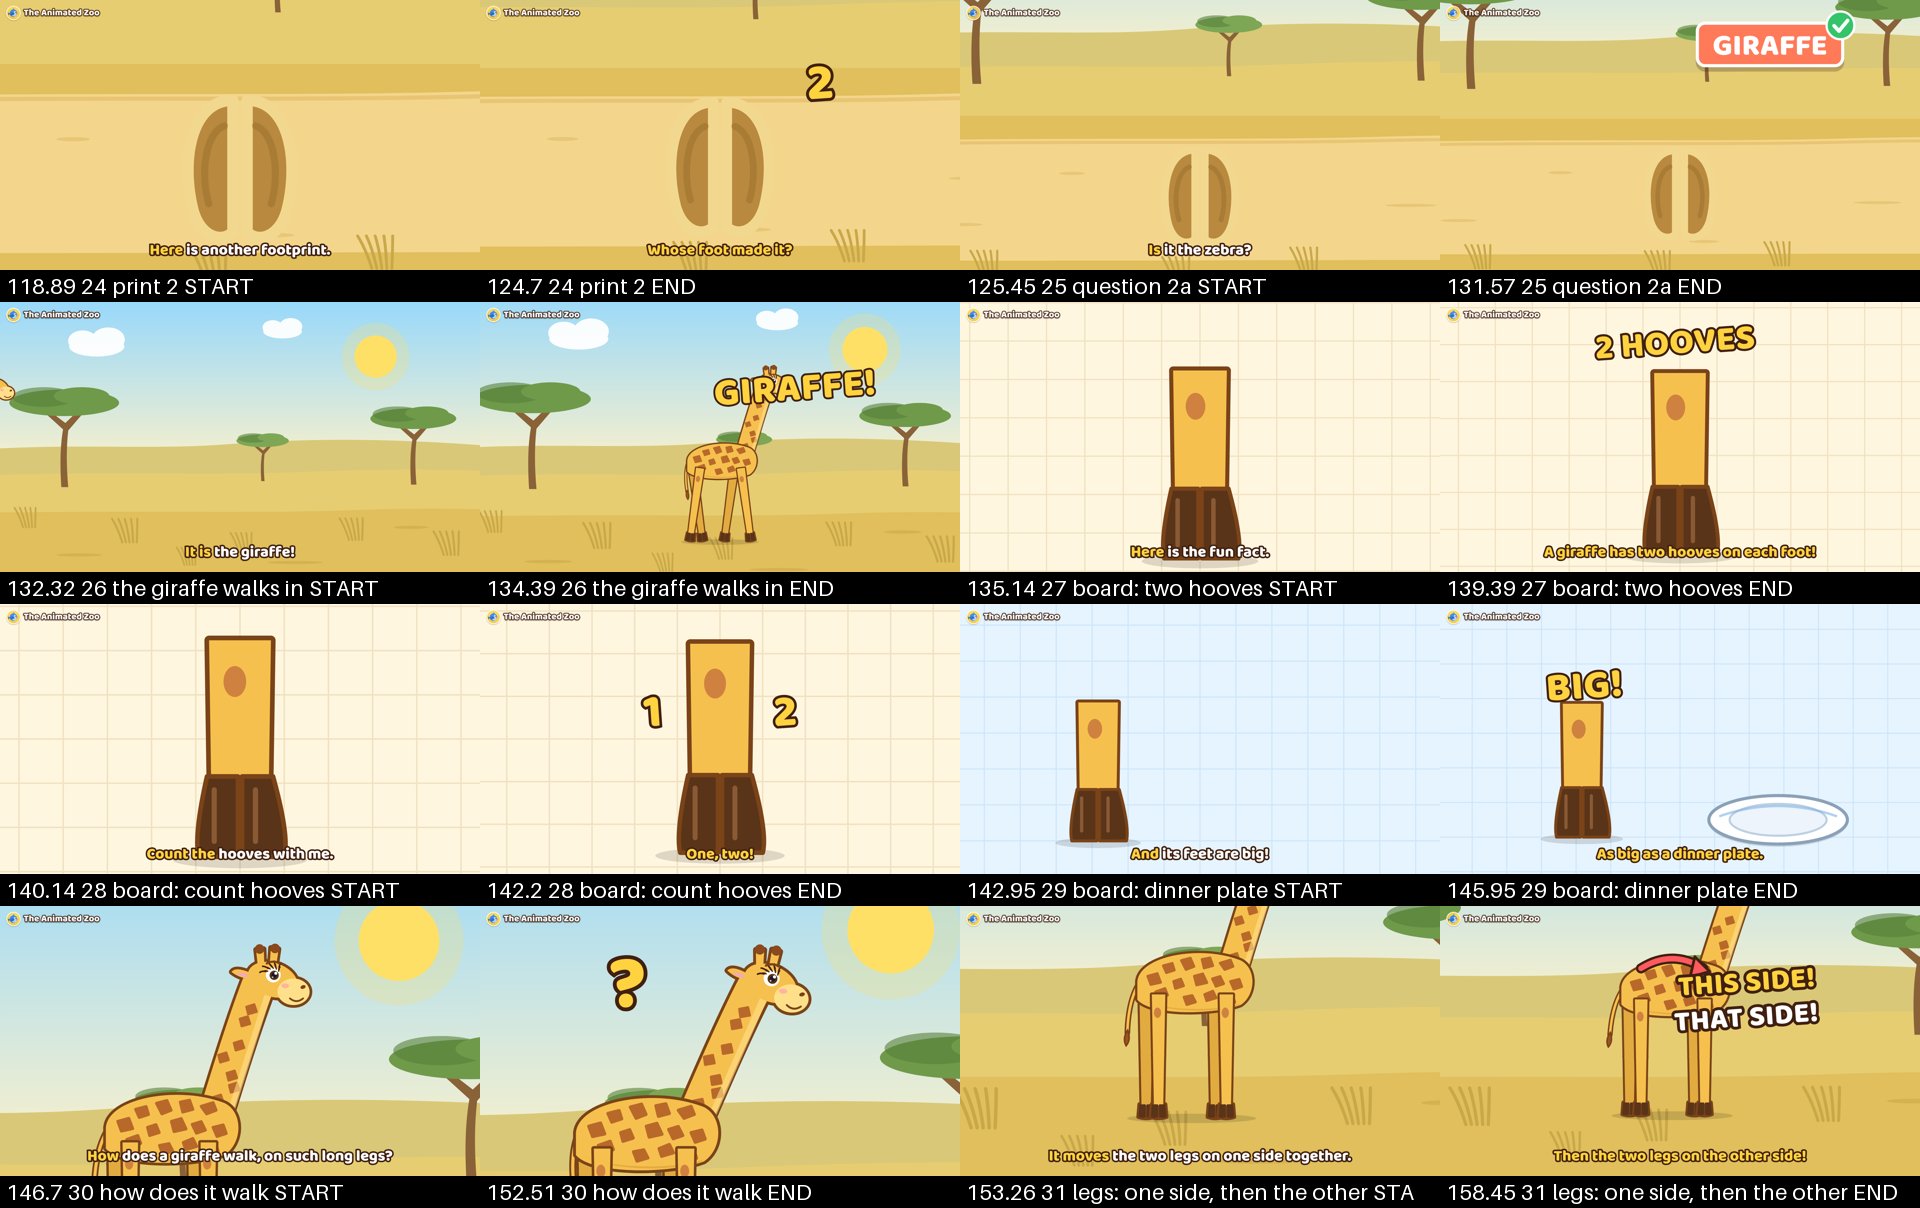 The Animated Zoo
Here is another footprint.
118.89 24 print 2 START
The Animated Zoo
2
Whose foot made it?
124.7 24 print 2 END
The Animated Zoo
Is it the zebra?
125.45 25 question 2a START
The Animated Zoo
GIRAFFE
131.57 25 question 2a END
The Animated Zoo
It is the giraffe!
132.32 26 the giraffe walks in START
The Animated Zoo
GIRAFFE!
134.39 26 the giraffe walks in END
The Animated Zoo
Here is the fun fact.
135.14 27 board: two hooves START
The Animated Zoo
2 HOOVES
A giraffe has two hooves on each foot!
139.39 27 board: two hooves END
The Animated Zoo
Count the hooves with me.
140.14 28 board: count hooves START
The Animated Zoo
1 2
One, two!
142.2 28 board: count hooves END
The Animated Zoo
And its feet are big!
142.95 29 board: dinner plate START
The Animated Zoo
BIG!
As big as a dinner plate.
145.95 29 board: dinner plate END
The Animated Zoo
How does a giraffe walk, on such long legs?
146.7 30 how does it walk START
The Animated Zoo
?
152.51 30 how does it walk END
The Animated Zoo
It moves the two legs on one side together.
153.26 31 legs: one side, then the other STA
The Animated Zoo
THIS SIDE!
THAT SIDE!
Then the two legs on the other side!
158.45 31 legs: one side, then the other END